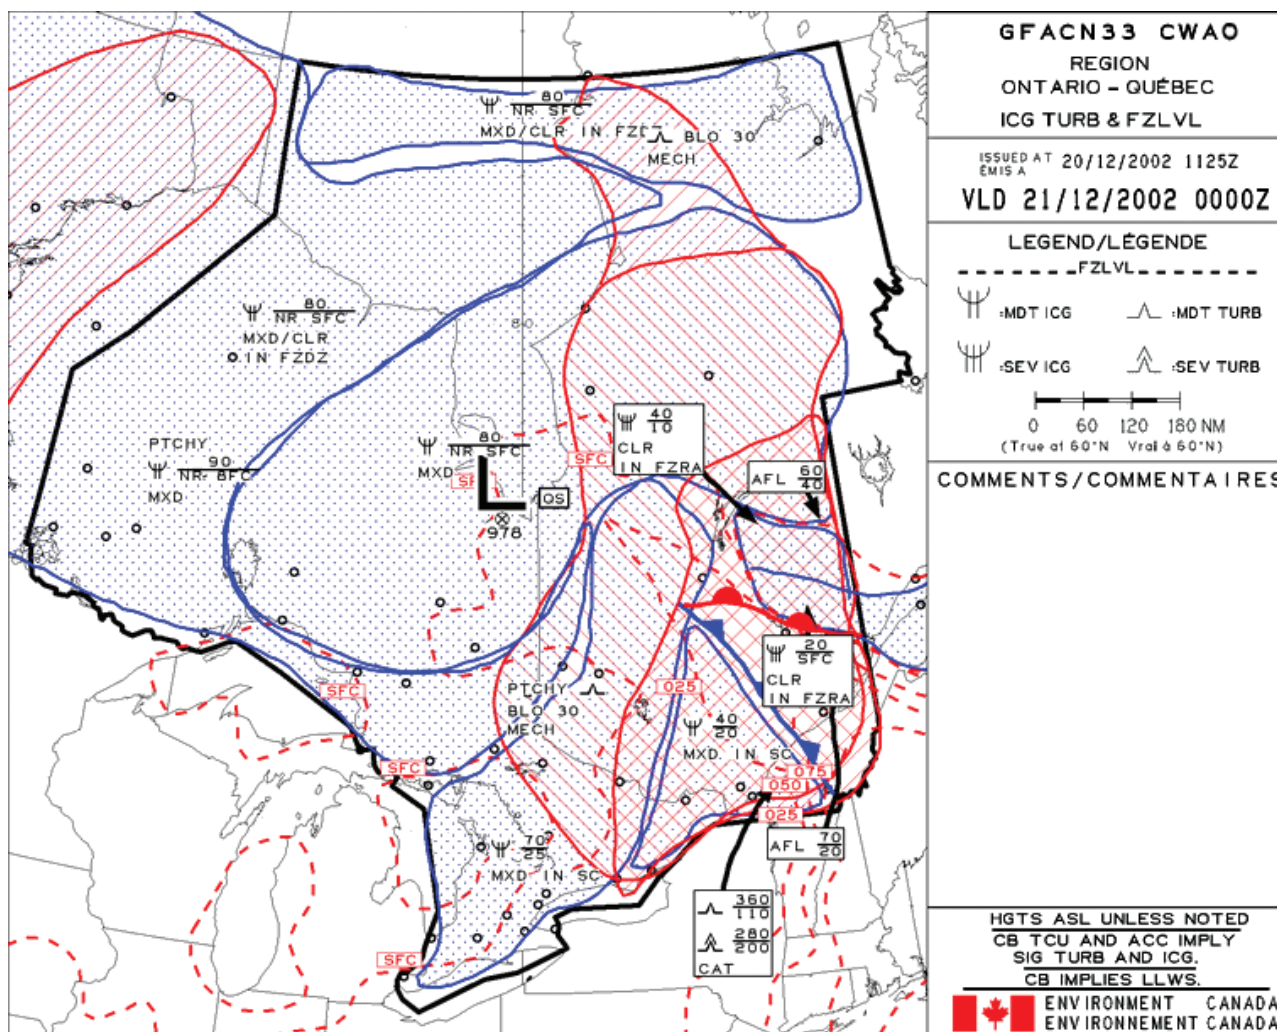 GFACN33 CWAO
REGION
ONTARIO - QUÉBEC
ICG TURB & FZLVL
ISSUED AT 20/12/2002 1125Z
ÉMIS A
VLD 21/12/2002 0000Z
LEGEND/LÉGENDE
FZLVL
:MDT ICG
:MDT TURB
:SEV ICG
:SEV TURB
0 60 120 180 NM
(True at 60°N Vrai à 60°N)
COMMENTS/COMMENTAIRES
HGTS ASL UNLESS NOTED
CB TCU AND ACC IMPLY
SIG TURB AND ICG.
CB IMPLIES LLWS.
ENVIRONMENT CANADA
ENVIRONNEMENT CANADA
80
NR SFC
MXD/CLR IN
BLO 30
MECH
80
NR SFC
MXD/CLR
IN FZDZ
80
PTCHY
90
NR
MXD
80
NR SFC
MXD
SFC
QS
978
40
10
CLR
IN FZRA
AFL 60
40
SFC
20
SFC
CLR
IN FZRA
PTCHY
BLO 30
MECH
025
40
20
MXD IN SC
SFC
SFC
075
050
025
AFL 70
20
70
25
MXD IN SC
360
110
280
200
CAT
SFC